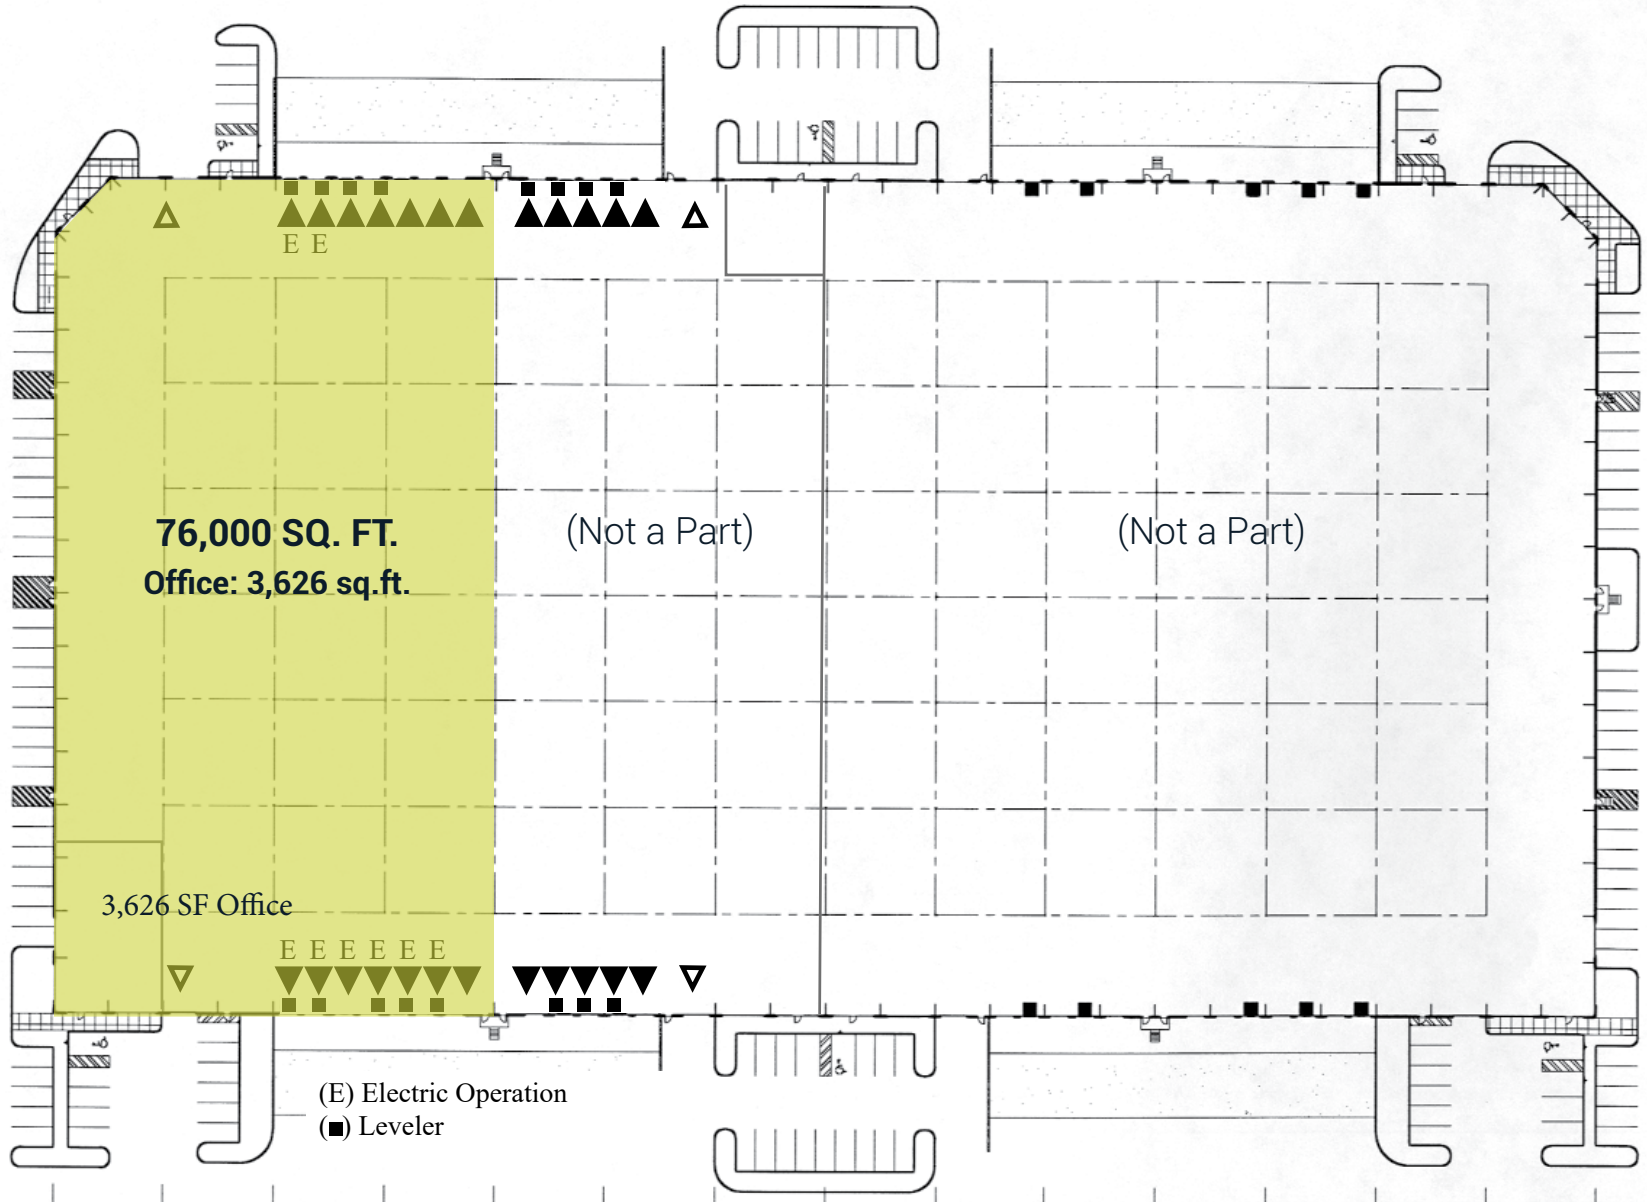 E E
76,000 SQ. FT.
Office: 3,626 sq.ft.
(Not a Part)
(Not a Part)
3,626 SF Office
E E E E E E
(E) Electric Operation
(■) Leveler